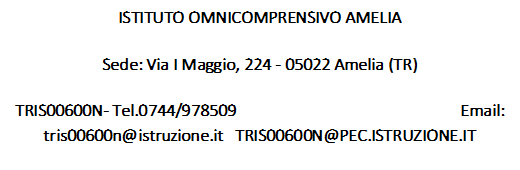 ISTITUTO OMNICOMPRENSIVO AMELIA
Sede: Via I Maggio, 224 - 05022 Amelia (TR)
TRIS00600N- Tel.0744/978509 Email:
tris00600n@istruzione.it TRIS00600N@PEC.ISTRUZIONE.IT